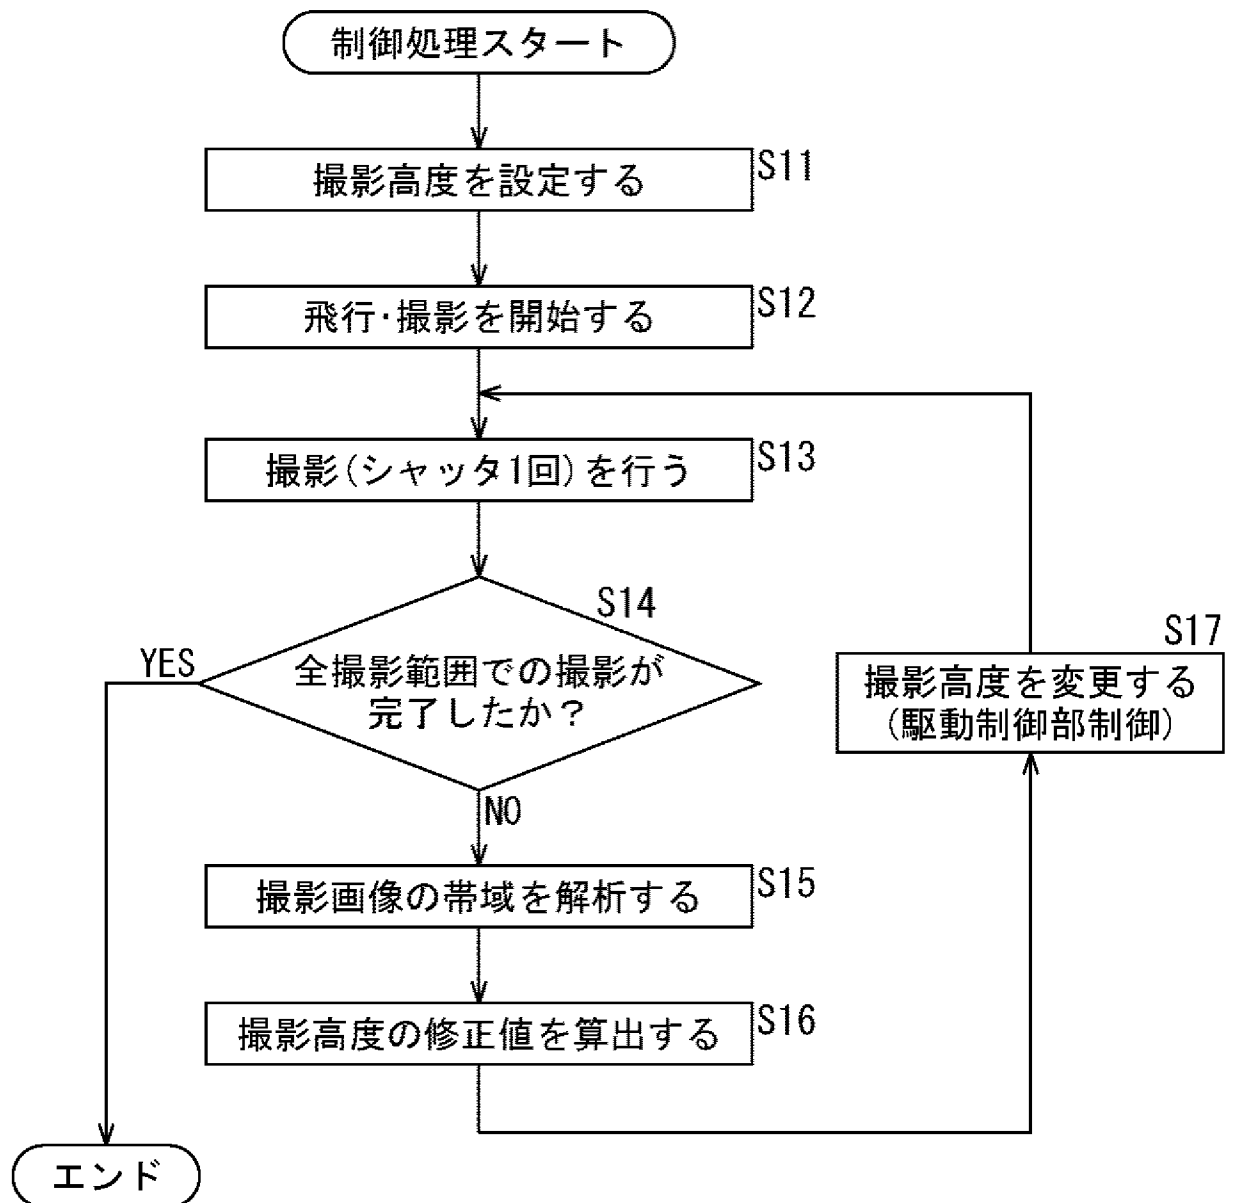 制御処理スタート
撮影高度を設定する
S11
飛行・撮影を開始する
S12
撮影(シャッタ1回)を行う
S13
S14
全撮影範囲での撮影が
完了したか？
YES
NO
撮影画像の帯域を解析する
S15
撮影高度の修正値を算出する
S16
S17
撮影高度を変更する
(駆動制御部制御)
エンド